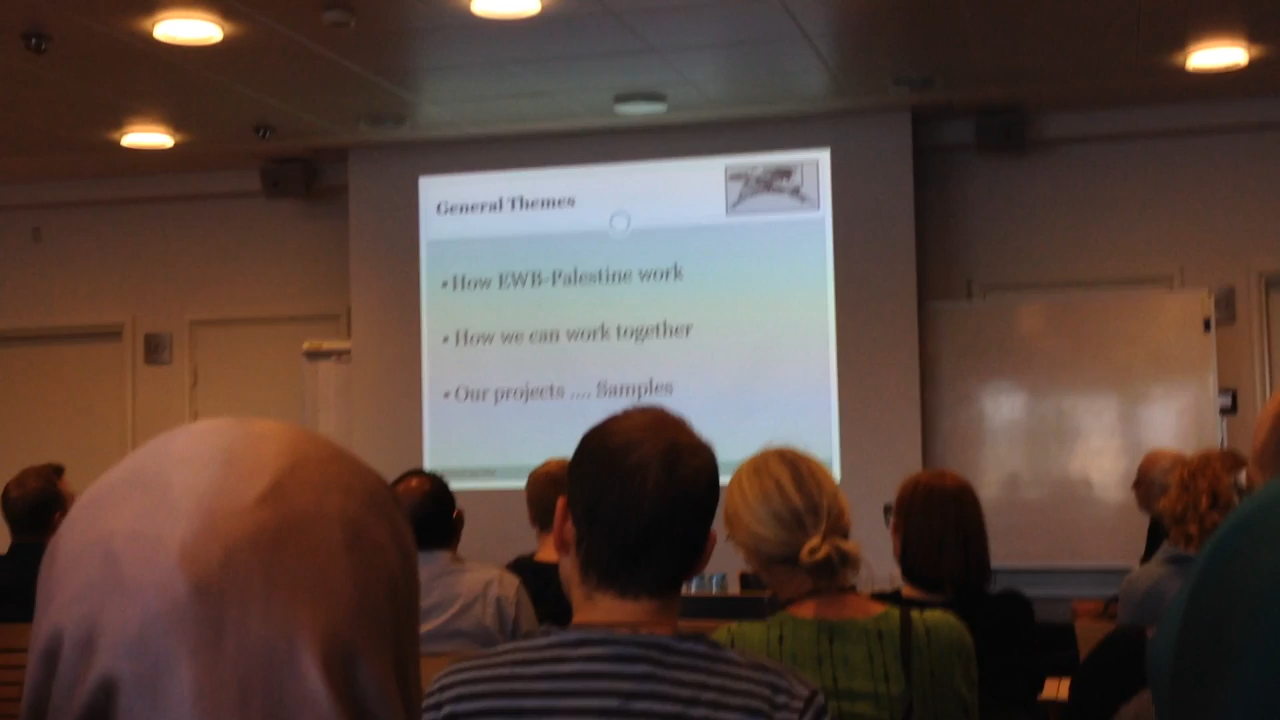 General Themes
• How EWB-Palestine work
• How we can work together
• Our projects .... Samples